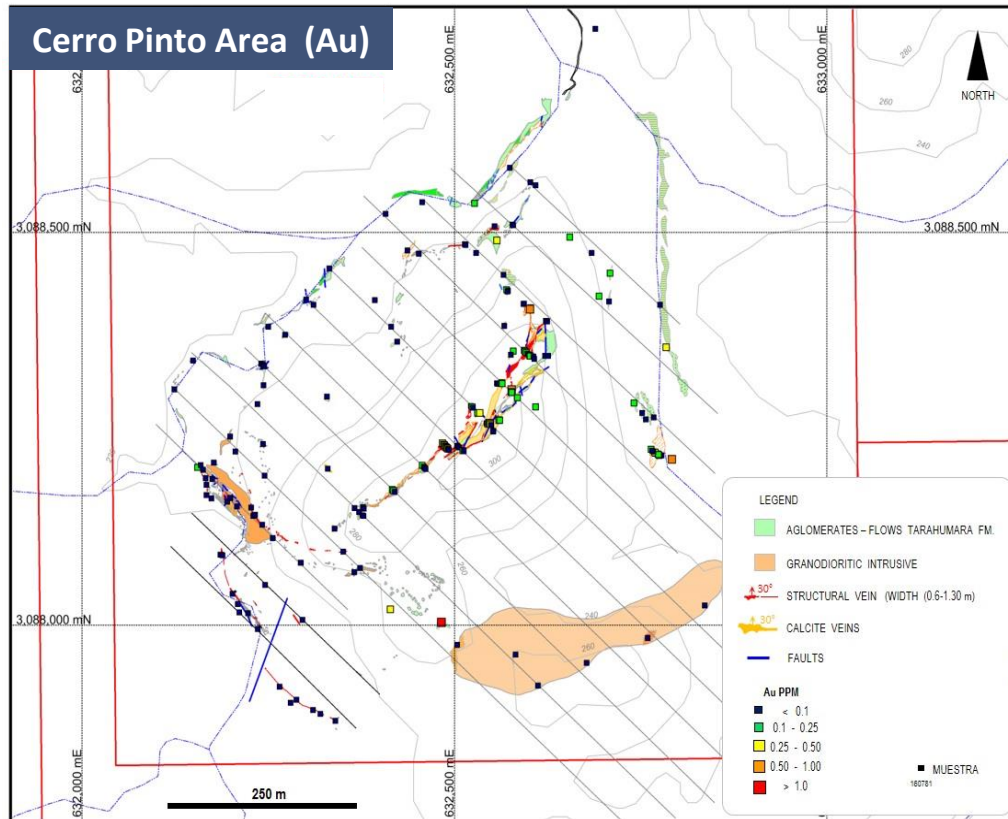 Cerro Pinto Area (Au)
632,500 mE
633,000 mE
NORTH
280
260
240
3,088,500 mN
3,088,500 mN
300
280
260
240
260
3,088,000 mN
632,000 mE
632,500 mE
250 m
LEGEND
AGLOMERATES – FLOWS TARAHUMARA FM.
GRANODIORITIC INTRUSIVE
30° STRUCTURAL VEIN (WIDTH (0.6-1.30 m)
30° CALCITE VEINS
FAULTS
Au PPM
< 0.1
0.1 - 0.25
0.25 - 0.50
0.50 - 1.00
> 1.0
MUESTRA
160781